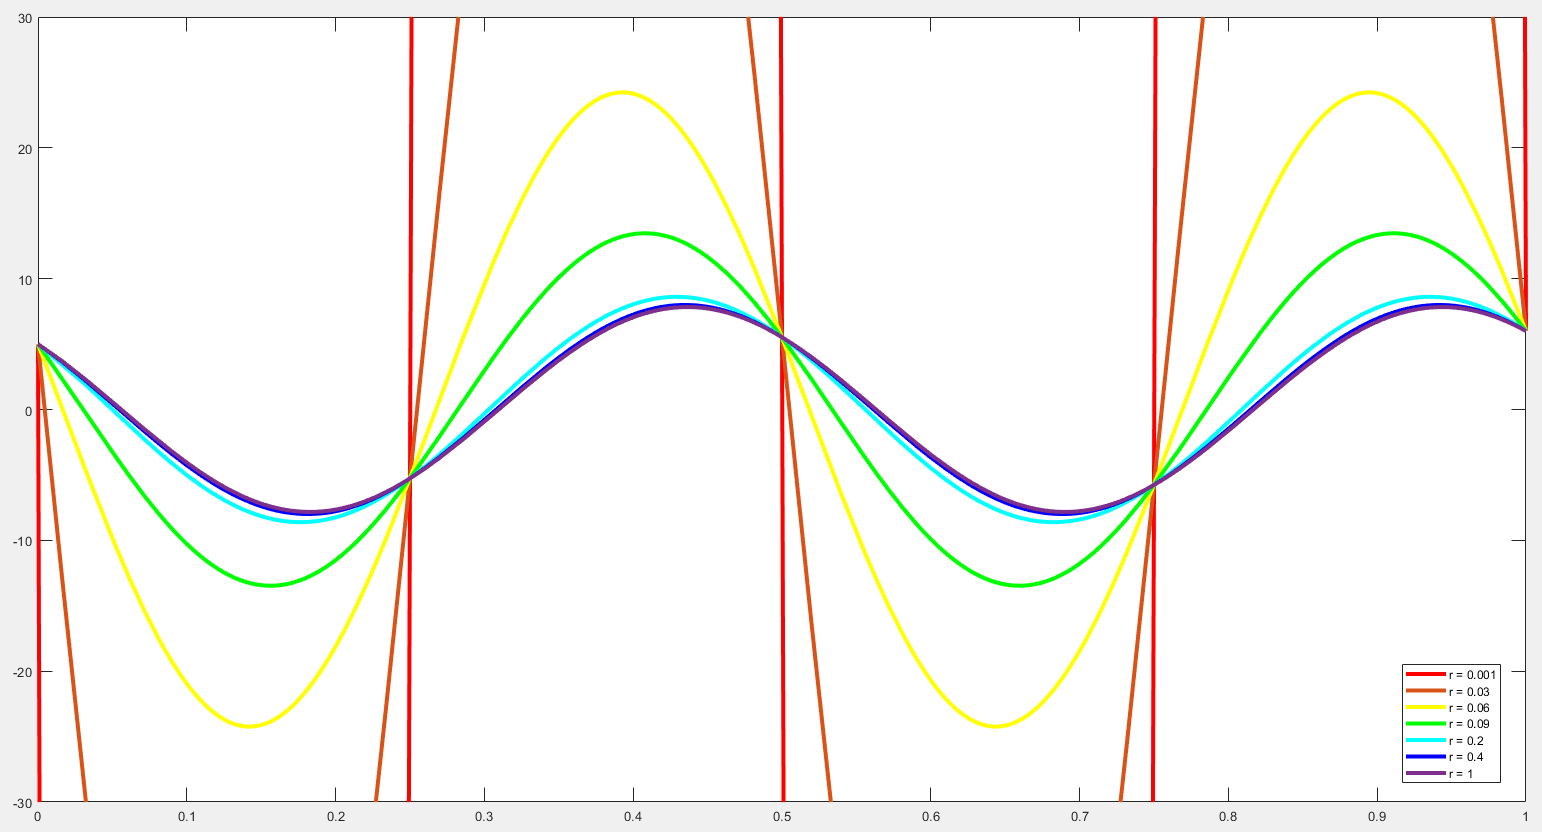 30
20
10
0
-10
-20
-30
0 0.1 0.2 0.3 0.4 0.5 0.6 0.7 0.8 0.9 1
r = 0.001
r = 0.03
r = 0.06
r = 0.09
r = 0.2
r = 0.4
r = 1